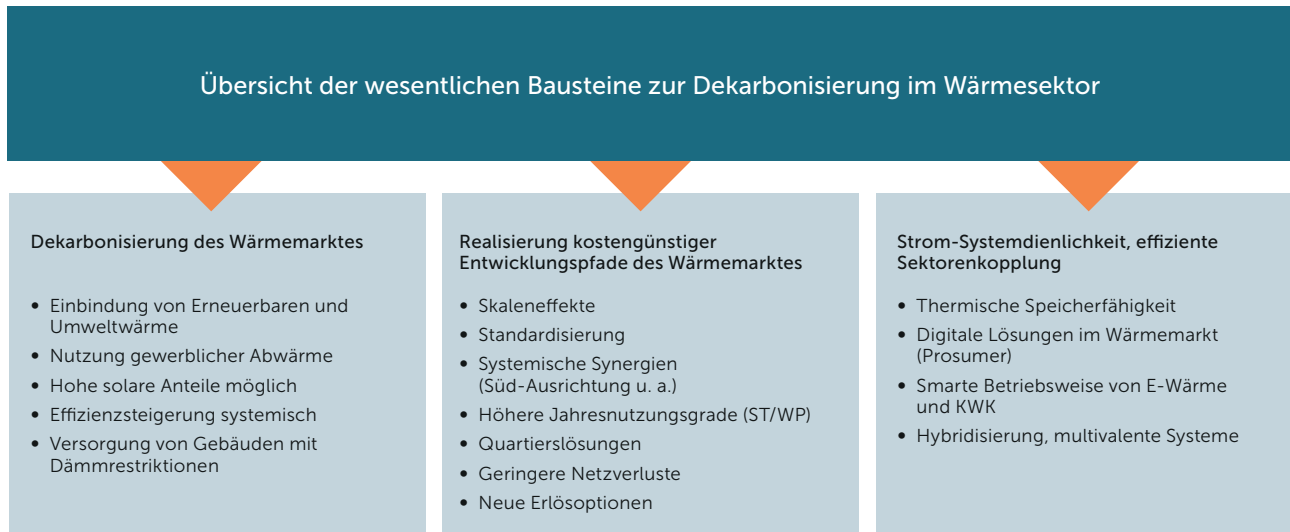 Übersicht der wesentlichen Bausteine zur Dekarbonisierung im Wärmesektor
Dekarbonisierung des Wärmemarktes
• Einbindung von Erneuerbaren und
Umweltwärme
• Nutzung gewerblicher Abwärme
• Hohe solare Anteile möglich
• Effizienzsteigerung systemisch
• Versorgung von Gebäuden mit
Dämmrestriktionen
Realisierung kostengünstiger
Entwicklungspfade des Wärmemarktes
• Skaleneffekte
• Standardisierung
• Systemische Synergien
(Süd-Ausrichtung u. a.)
• Höhere Jahresnutzungsgrade (ST/WP)
• Quartierslösungen
• Geringere Netzverluste
• Neue Erlösoptionen
Strom-Systemdienlichkeit, effiziente
Sektorenkopplung
• Thermische Speicherfähigkeit
• Digitale Lösungen im Wärmemarkt
(Prosumer)
• Smarte Betriebsweise von E-Wärme
und KWK
• Hybridisierung, multivalente Systeme